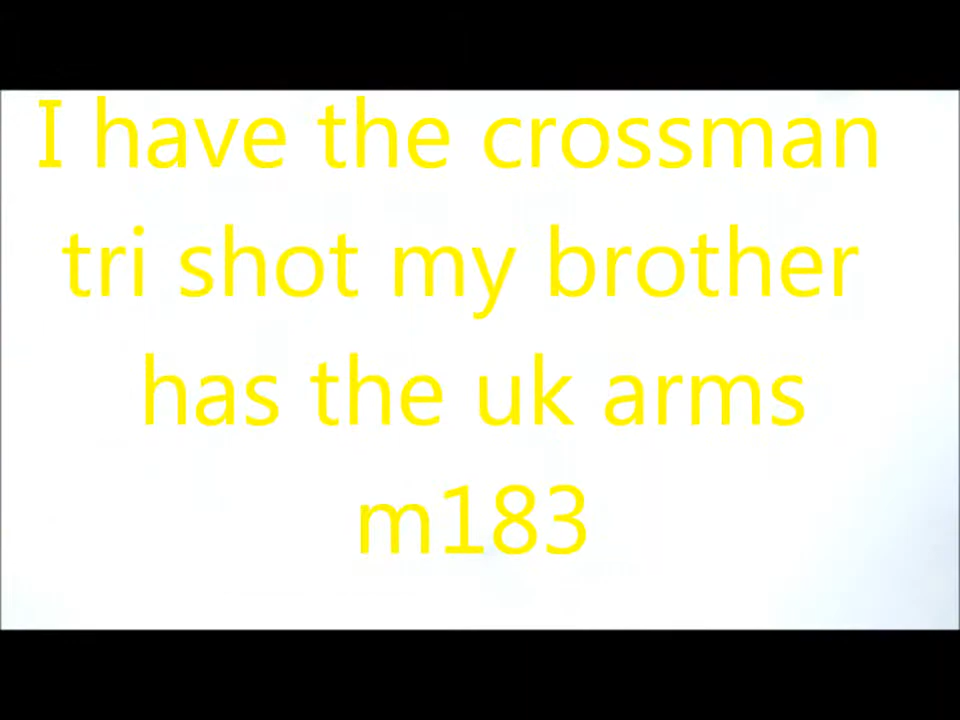 I have the crossman
tri shot my brother
has the uk arms
m183